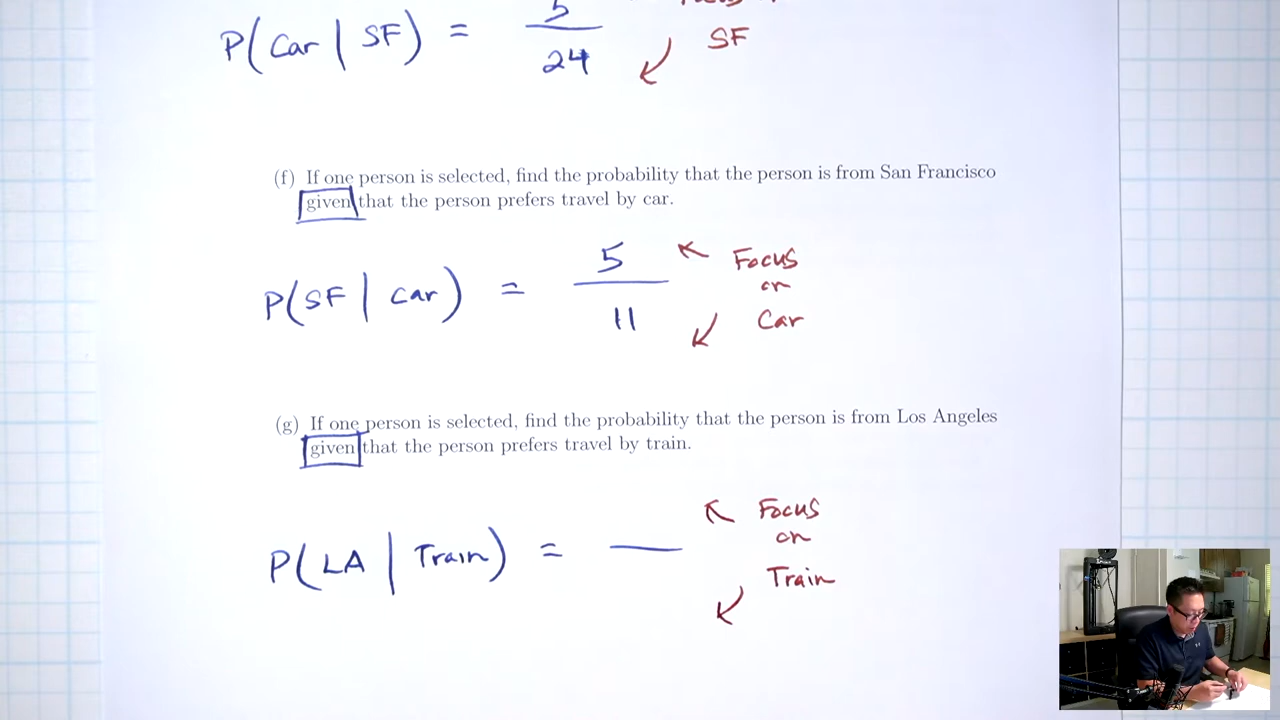 P(Car | SF) = 5/24
SF
(f) If one person is selected, find the probability that the person is from San Francisco
given that the person prefers travel by car.
P(SF | Car) = 5/11
Focus
on
Car
(g) If one person is selected, find the probability that the person is from Los Angeles
given that the person prefers travel by train.
P(LA | Train) = —
Focus
on
Train